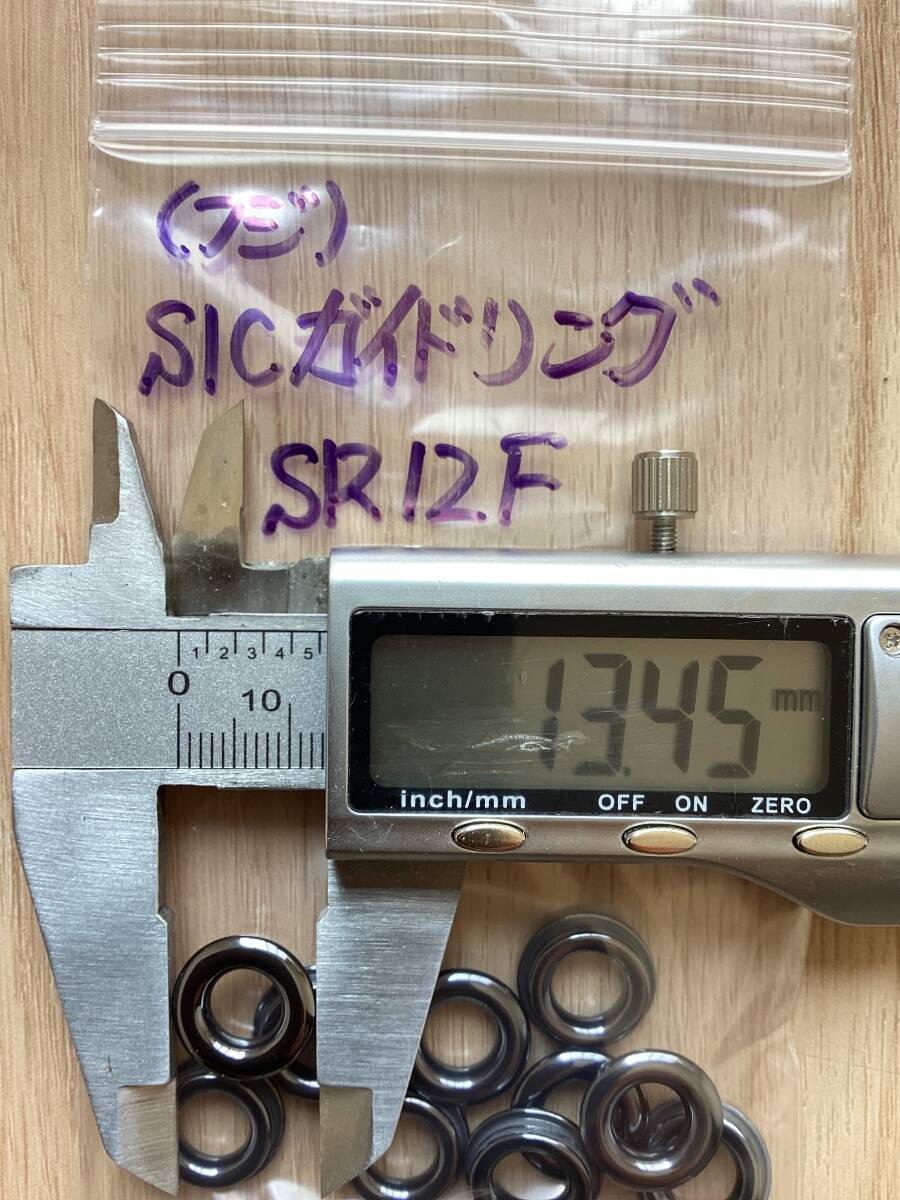 (フジ)
SICガイドリング
SR12F
1 2 3 4 5
0 10
13.45 mm
inch/mm OFF ON ZERO